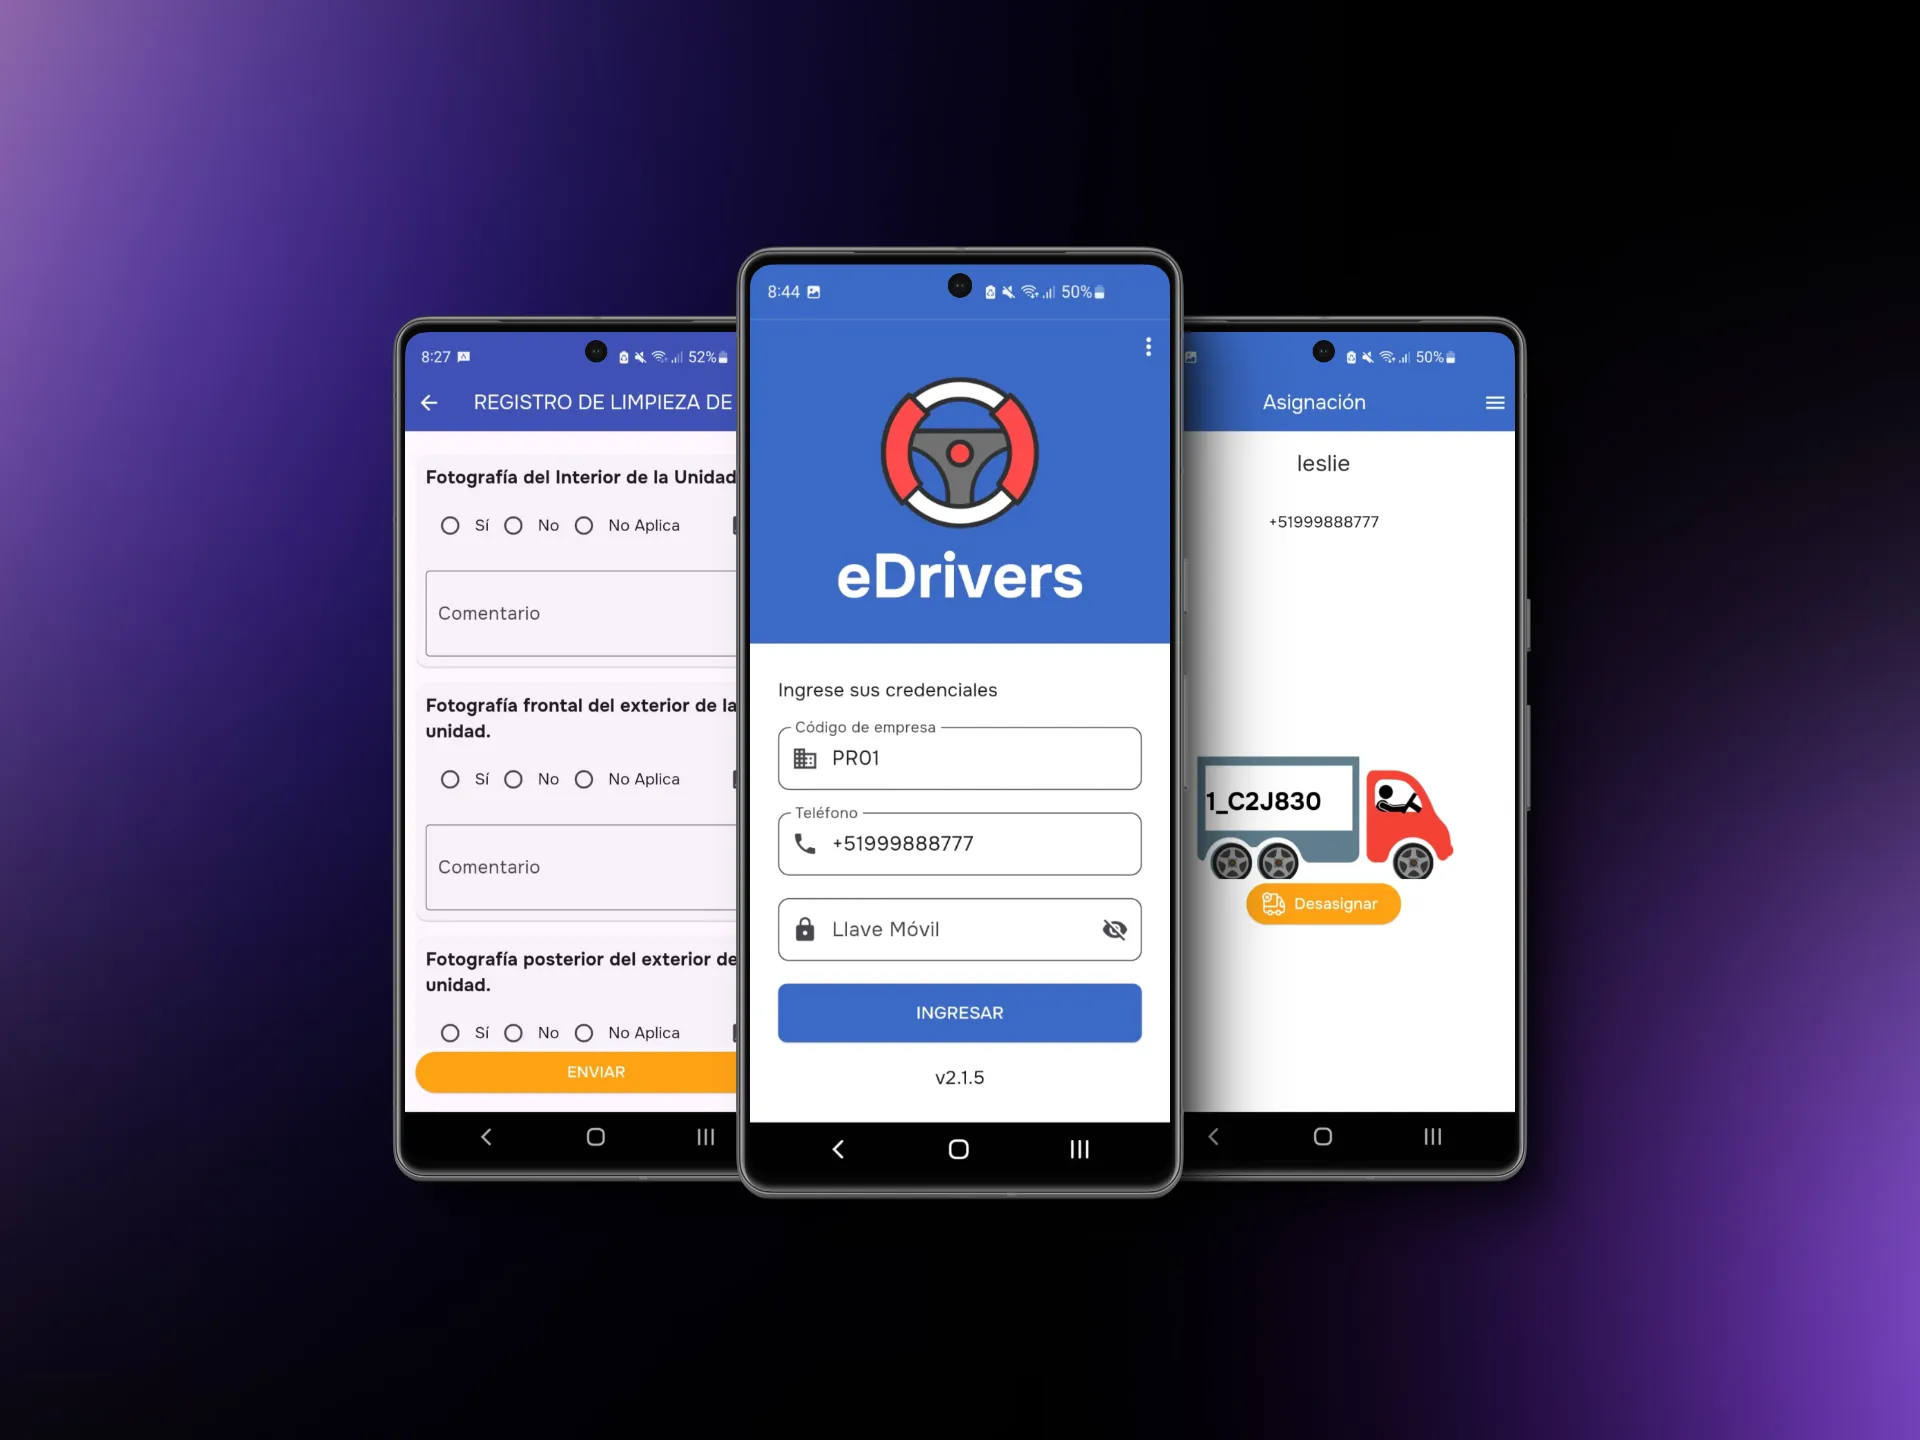 8:27
52%
REGISTRO DE LIMPIEZA DE
Fotografía del Interior de la Unidad
Sí No No Aplica
Comentario
Fotografía frontal del exterior de la
unidad.
Sí No No Aplica
Comentario
Fotografía posterior del exterior de
unidad.
Sí No No Aplica
ENVIAR
8:44
50%
eDrivers
Ingrese sus credenciales
Código de empresa
PR01
Teléfono
+51999888777
Llave Móvil
INGRESAR
v2.1.5
50%
Asignación
leslie
+51999888777
1_C2J830
Desasignar